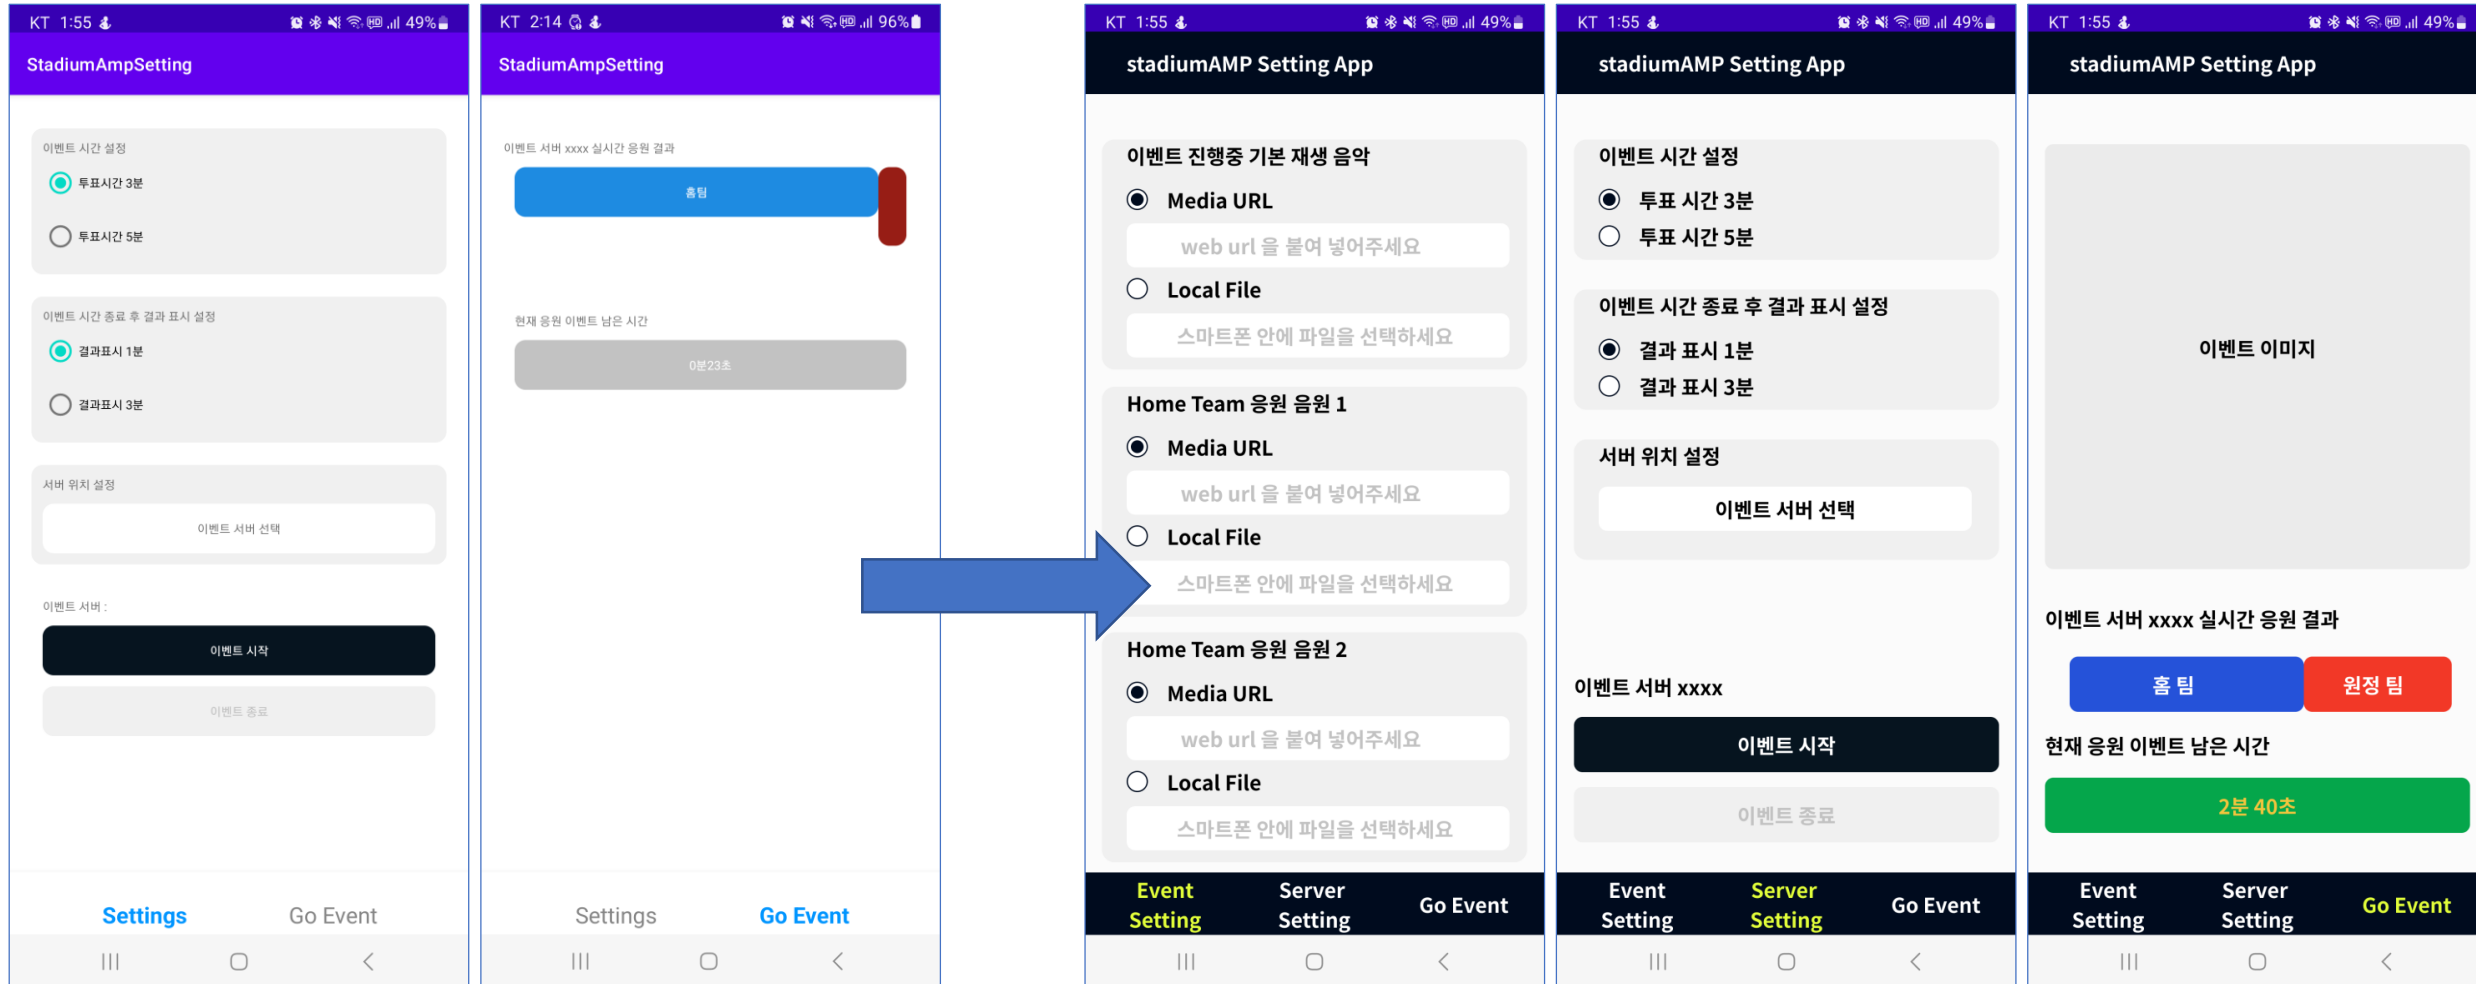 KT 1:55
49%
StadiumAmpSetting
이벤트 시간 설정
투표시간 3분
투표시간 5분
이벤트 시간 종료 후 결과 표시 설정
결과표시 1분
결과표시 3분
서버 위치 설정
이벤트 서버 선택
이벤트 서버 :
이벤트 시작
이벤트 종료
Settings
Go Event
KT 2:14
HD
96%
StadiumAmpSetting
이벤트 서버 xxxx 실시간 응원 결과
홈팀
현재 응원 이벤트 남은 시간
0분23초
Settings
Go Event
KT 1:55
HD
49%
stadiumAMP Setting App
이벤트 진행중 기본 재생 음악
Media URL
web url 을 붙여 넣어주세요
Local File
스마트폰 안에 파일을 선택하세요
Home Team 응원 음원 1
Media URL
web url 을 붙여 넣어주세요
Local File
스마트폰 안에 파일을 선택하세요
Home Team 응원 음원 2
Media URL
web url 을 붙여 넣어주세요
Local File
스마트폰 안에 파일을 선택하세요
Event
Setting
Server
Setting
Go Event
KT 1:55
HD
49%
stadiumAMP Setting App
이벤트 시간 설정
투표 시간 3분
투표 시간 5분
이벤트 시간 종료 후 결과 표시 설정
결과 표시 1분
결과 표시 3분
서버 위치 설정
이벤트 서버 선택
이벤트 서버 xxxx
이벤트 시작
이벤트 종료
Event
Setting
Server
Setting
Go Event
KT 1:55
HD
49%
stadiumAMP Setting App
이벤트 이미지
이벤트 서버 xxxx 실시간 응원 결과
홈 팀
원정 팀
현재 응원 이벤트 남은 시간
2분 40초
Event
Setting
Server
Setting
Go Event